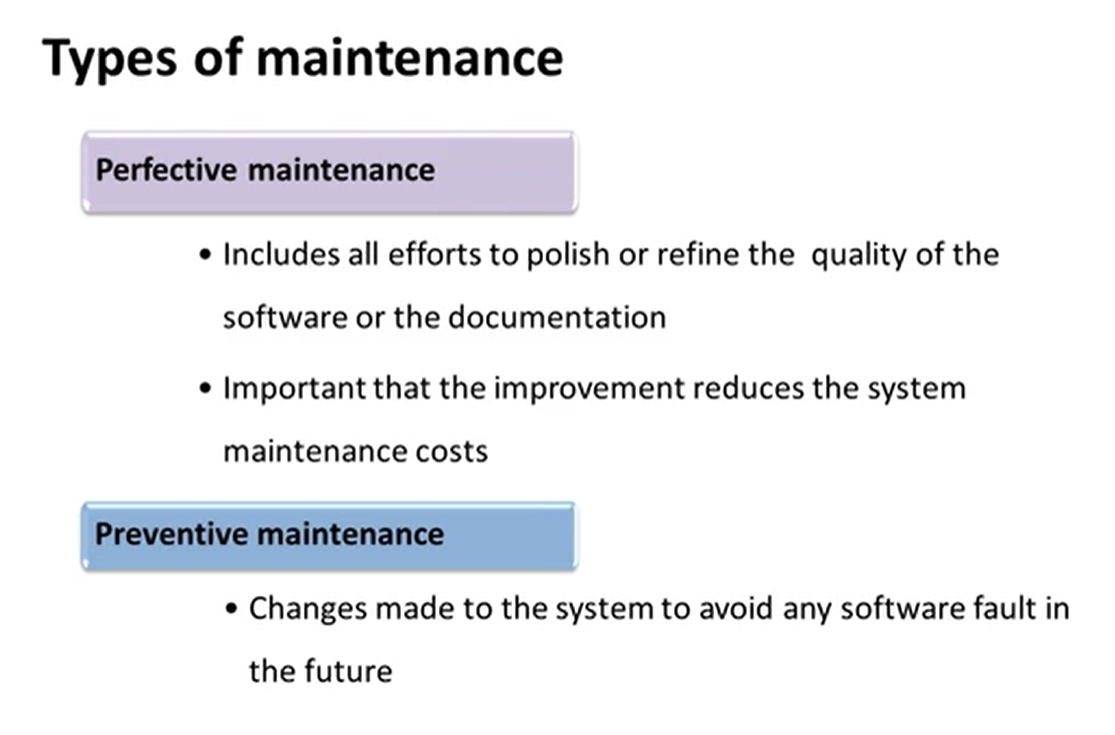 Types of maintenance
Perfective maintenance
• Includes all efforts to polish or refine the quality of the
software or the documentation
• Important that the improvement reduces the system
maintenance costs
Preventive maintenance
• Changes made to the system to avoid any software fault in
the future